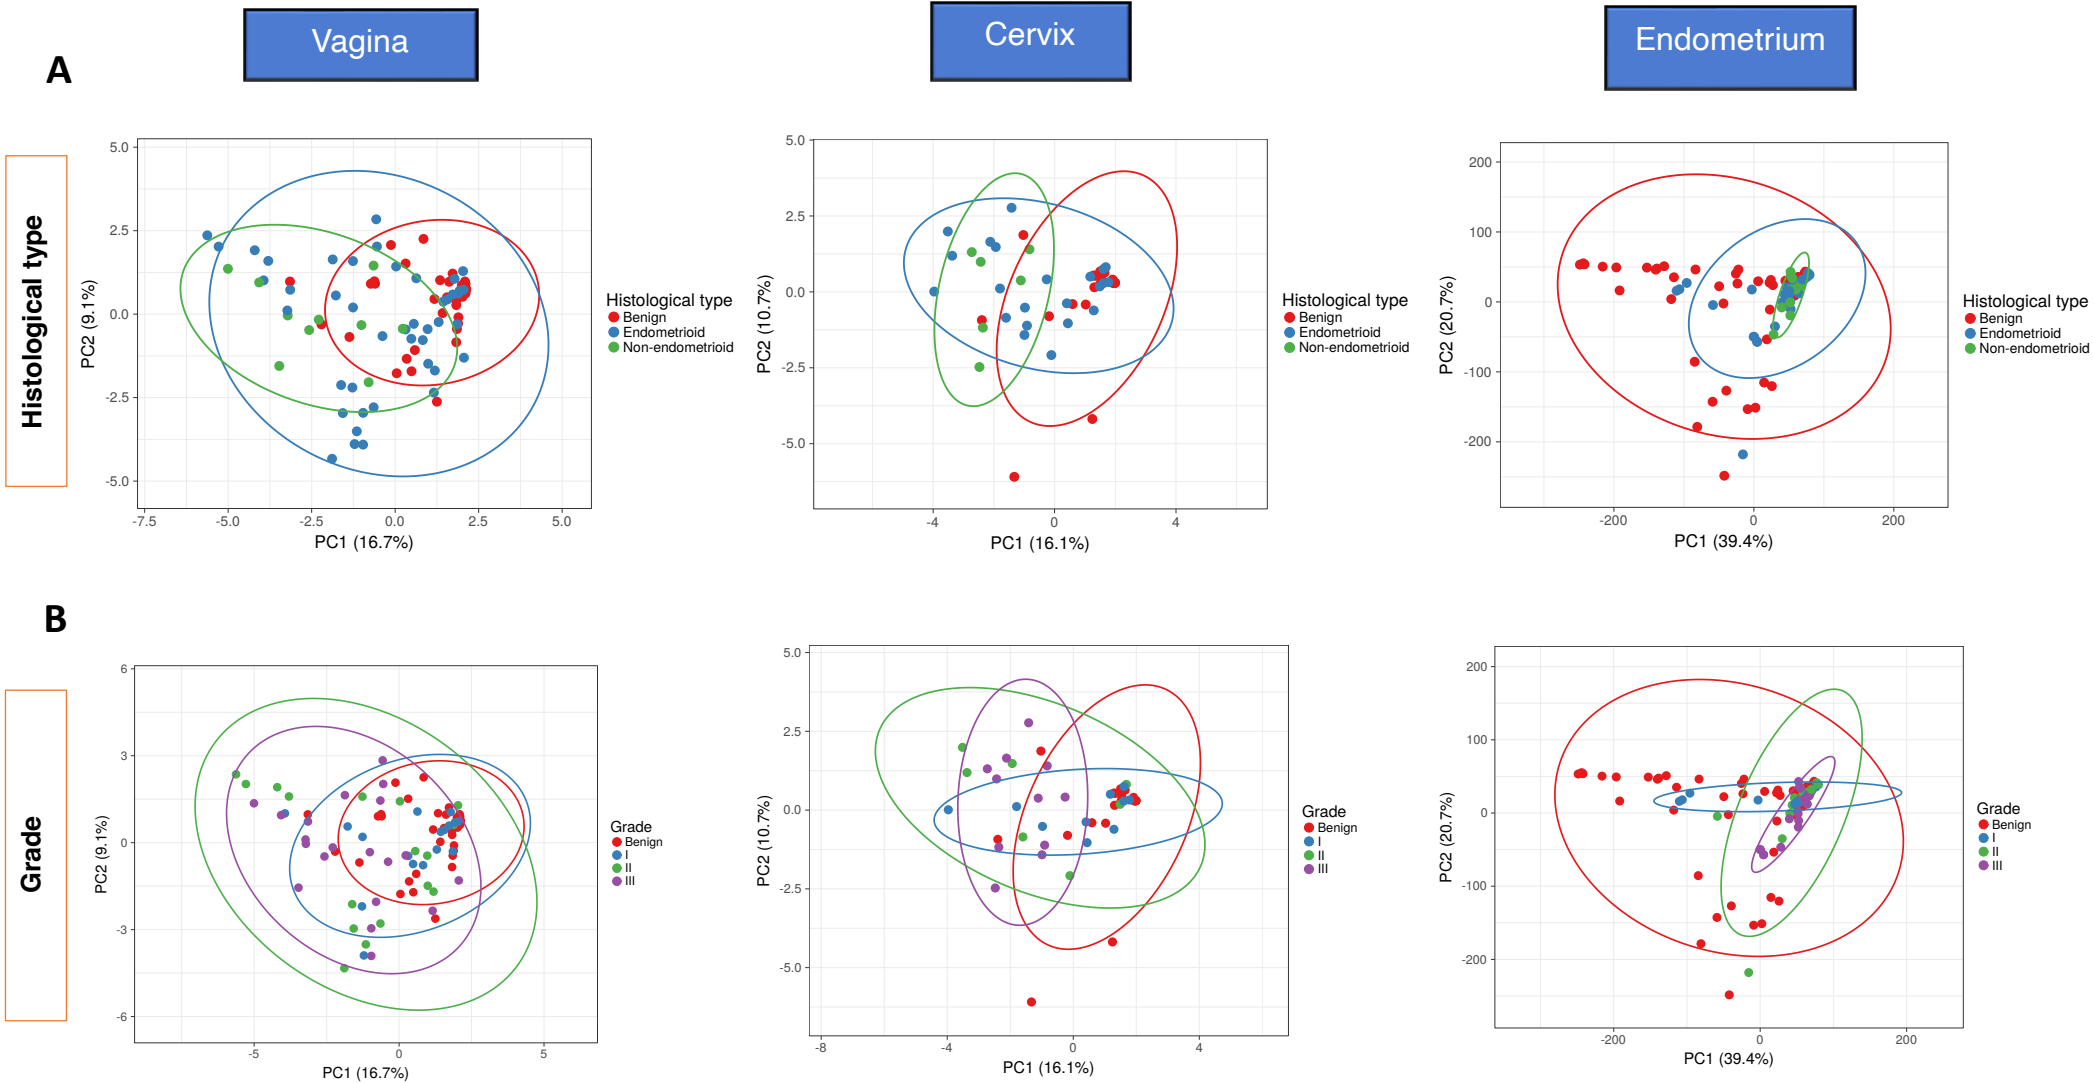 Vagina
Cervix
Endometrium
A
Histological type
5.0
2.5
0.0
-2.5
-5.0
PC2 (9.1%)
-7.5 -5.0 -2.5 0.0 2.5 5.0
PC1 (16.7%)
Histological type
Benign
Endometrioid
Non-endometrioid
5.0
2.5
0.0
-2.5
-5.0
PC2 (10.7%)
-4 0 4
PC1 (16.1%)
Histological type
Benign
Endometrioid
Non-endometrioid
200
100
0
-100
-200
PC2 (20.7%)
-200 0 200
PC1 (39.4%)
Histological type
Benign
Endometrioid
Non-endometrioid
B
Grade
6
3
0
-3
-6
PC2 (9.1%)
-5 0 5
PC1 (16.7%)
Grade
Benign
I
II
III
5.0
2.5
0.0
-2.5
-5.0
PC2 (10.7%)
-8 -4 0 4
PC1 (16.1%)
Grade
Benign
I
II
III
200
100
0
-100
-200
PC2 (20.7%)
-200 0 200
PC1 (39.4%)
Grade
Benign
I
II
III